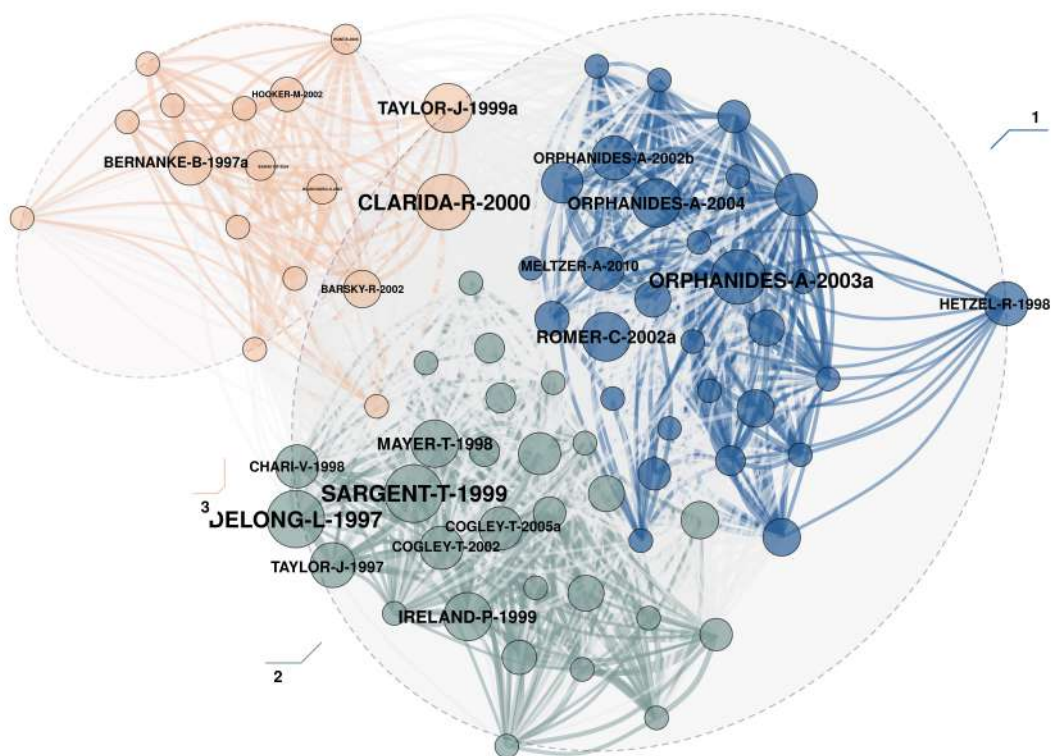 HOOKER-M-2002
TAYLOR-J-1999a
1
BERNANKE-B-1997a
ORPHANIDES-A-2002b
CLARIDA-R-2000
ORPHANIDES-A-2004
MELTZER-A-2010
ORPHANIDES-A-2003a
BARSKY-R-2002
HETZEL-R-1998
ROMER-C-2002a
MAYER-T-1998
CHARI-V-1998
SARGENT-T-1999
3
DELONG-L-1997
COGLEY-T-2005a
COGLEY-T-2002
TAYLOR-J-1997
IRELAND-P-1999
2